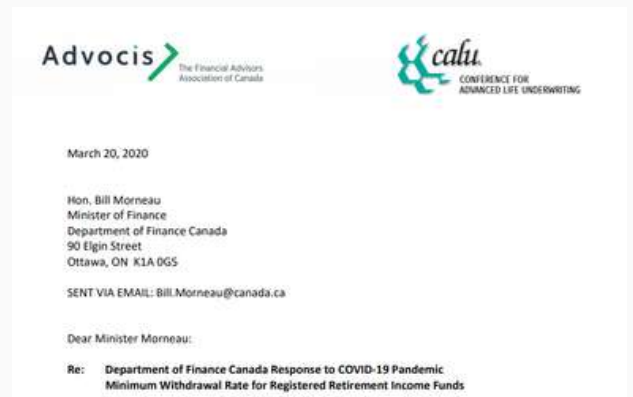 Advocis
The Financial Advisors
Association of Canada
calu
CONFERENCE FOR
ADVANCED LIFE UNDERWRITING
March 20, 2020
Hon. Bill Morneau
Minister of Finance
Department of Finance Canada
90 Elgin Street
Ottawa, ON K1A 0G5
SENT VIA EMAIL: Bill.Morneau@canada.ca
Dear Minister Morneau:
Re: Department of Finance Canada Response to COVID-19 Pandemic
Minimum Withdrawal Rate for Registered Retirement Income Funds